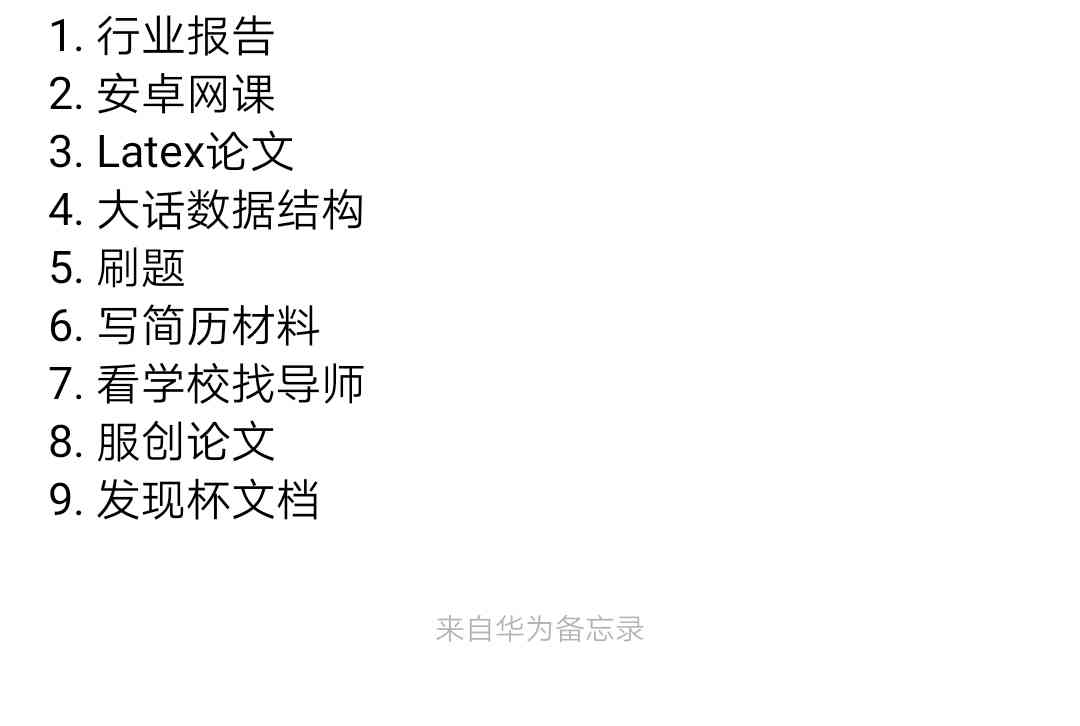 1. 行业报告
2. 安卓网课
3. Latex论文
4. 大话数据结构
5. 刷题
6. 写简历材料
7. 看学校找导师
8. 服创论文
9. 发现杯文档
来自华为备忘录